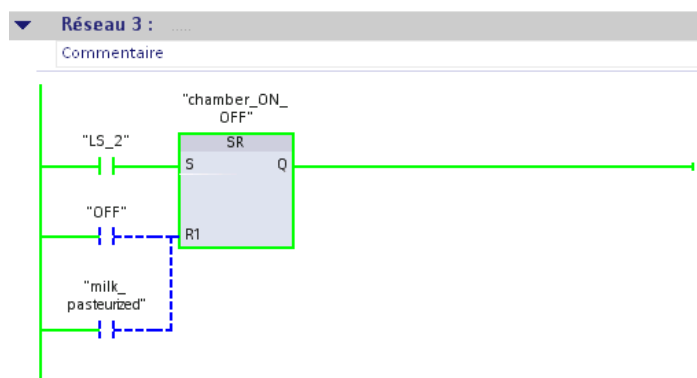 Réseau 3 : .....
Commentaire
"chamber_ON_
OFF"
"LS_2"
SR
S Q
"OFF"
R1
"milk_
pasteurized"